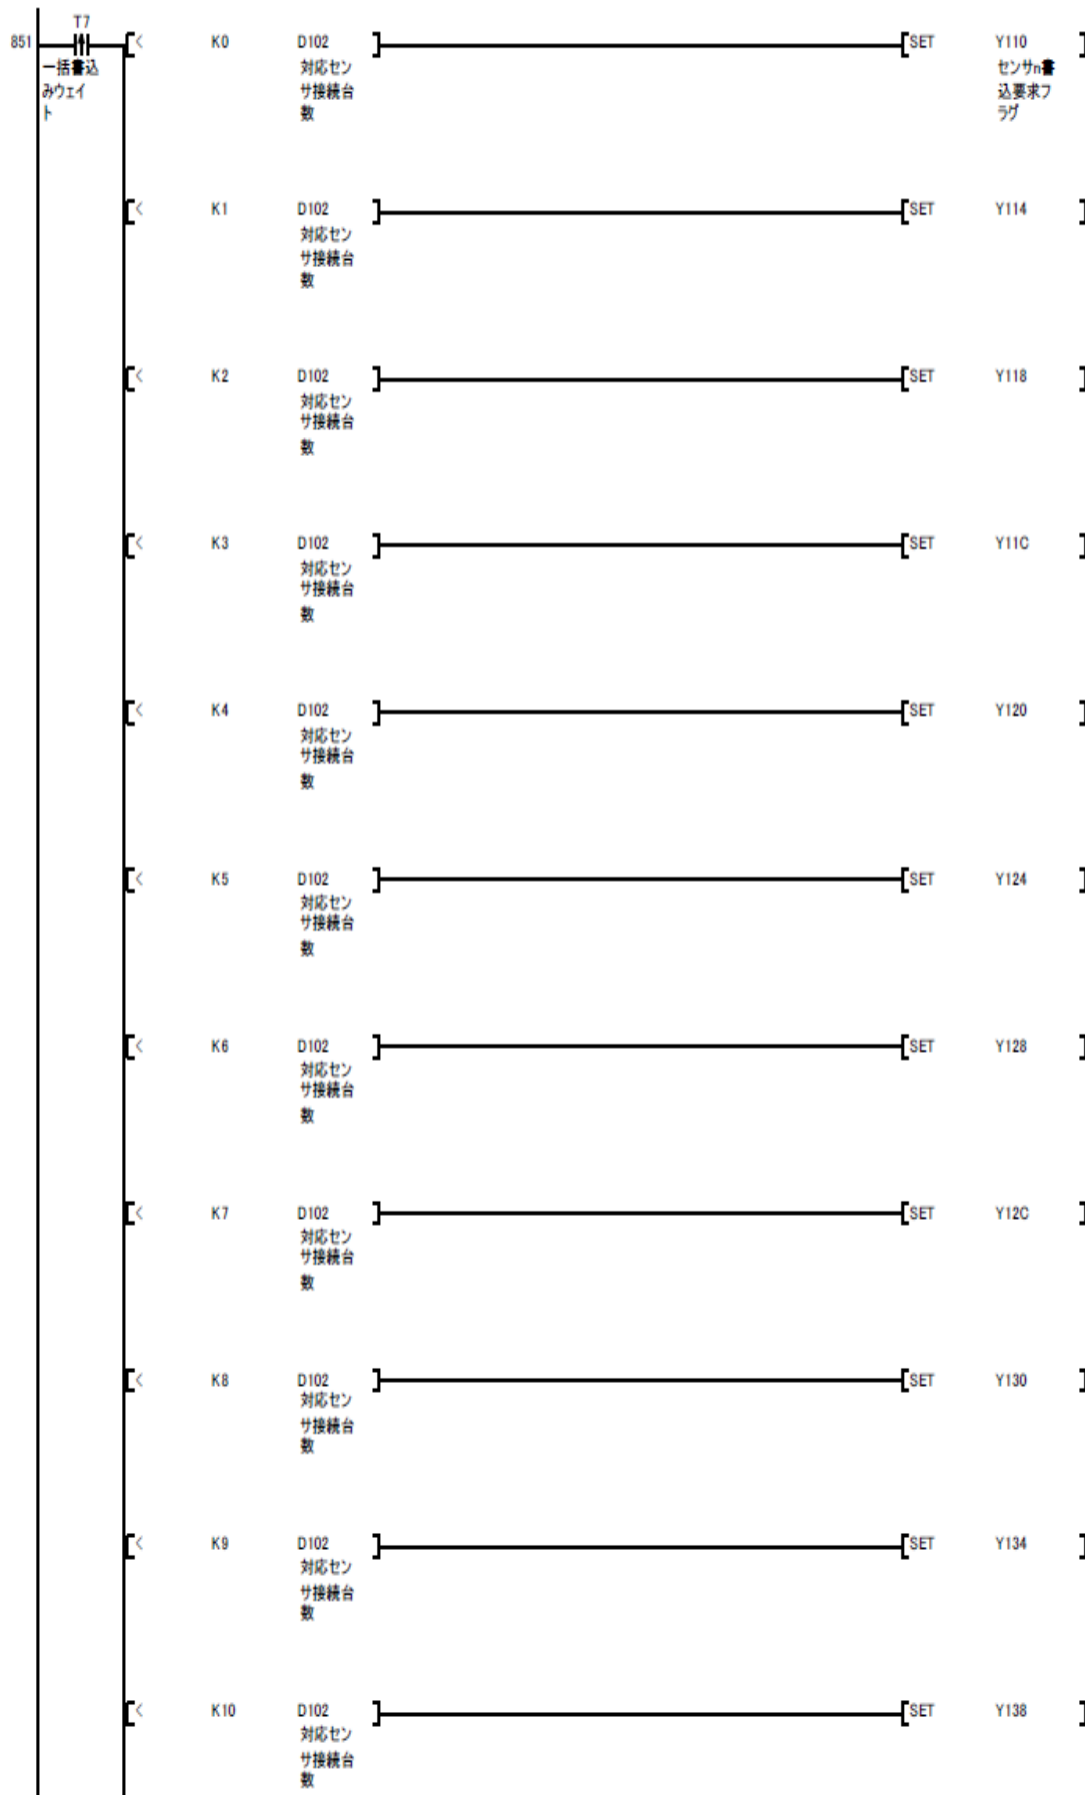 T7
851 < K0 D102 SET Y110
一括書込
みウェイ
ト
対応セン
サ接続台
数
センサn書
込要求フ
ラグ
< K1 D102 SET Y114
対応セン
サ接続台
数
< K2 D102 SET Y118
対応セン
サ接続台
数
< K3 D102 SET Y11C
対応セン
サ接続台
数
< K4 D102 SET Y120
対応セン
サ接続台
数
< K5 D102 SET Y124
対応セン
サ接続台
数
< K6 D102 SET Y128
対応セン
サ接続台
数
< K7 D102 SET Y12C
対応セン
サ接続台
数
< K8 D102 SET Y130
対応セン
サ接続台
数
< K9 D102 SET Y134
対応セン
サ接続台
数
< K10 D102 SET Y138
対応セン
サ接続台
数